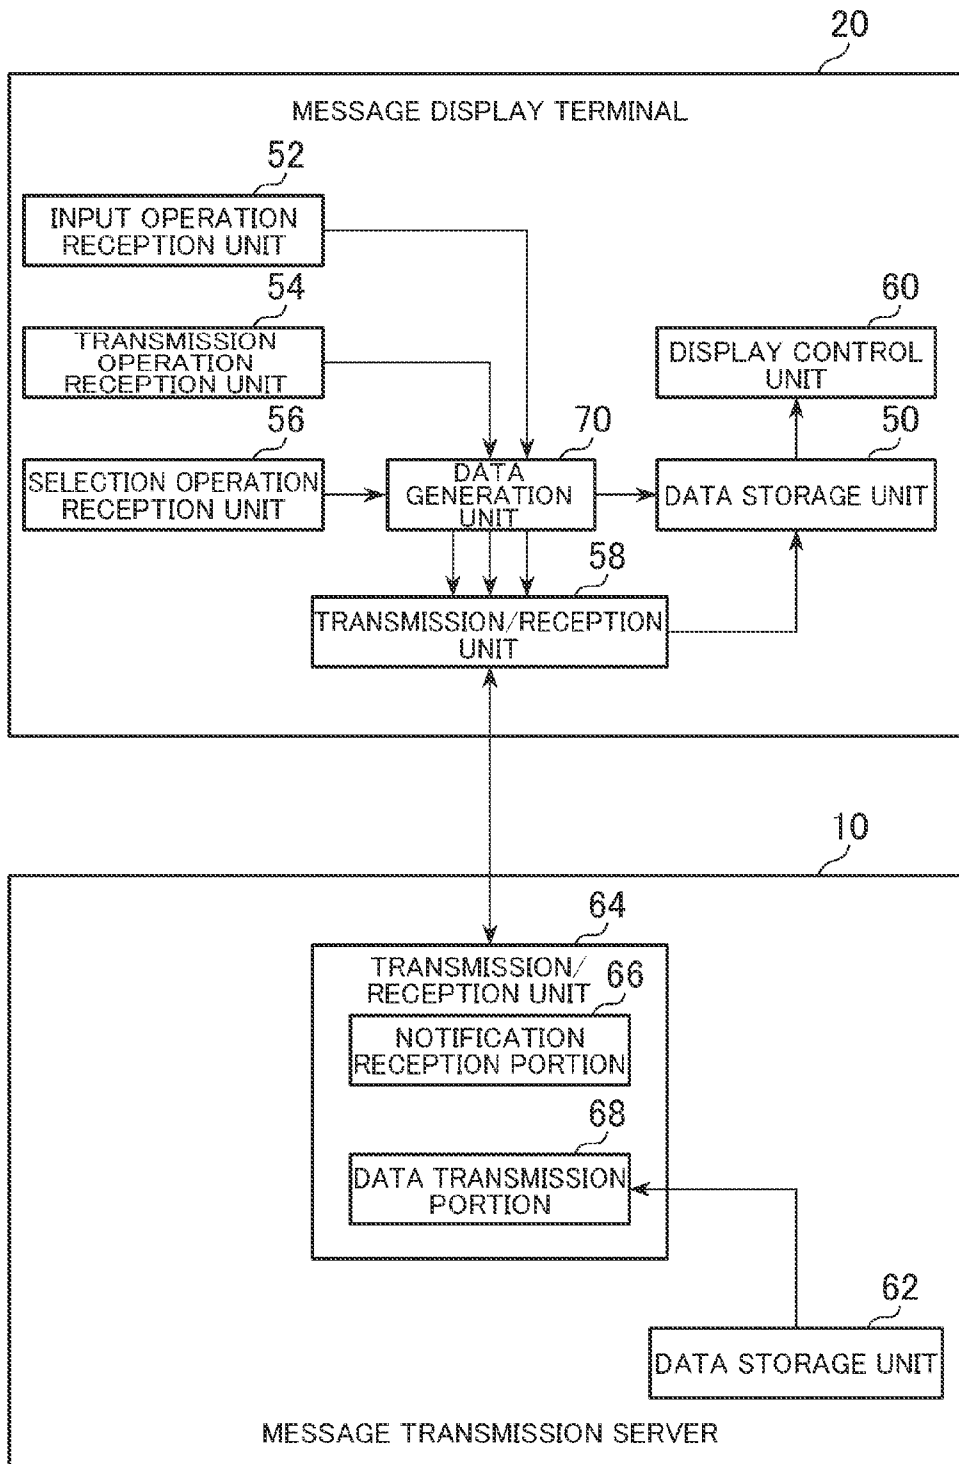 20
MESSAGE DISPLAY TERMINAL
52
INPUT OPERATION
RECEPTION UNIT
54
TRANSMISSION
OPERATION
RECEPTION UNIT
56
SELECTION OPERATION
RECEPTION UNIT
70
DATA
GENERATION
UNIT
60
DISPLAY CONTROL
UNIT
50
DATA STORAGE UNIT
58
TRANSMISSION/RECEPTION
UNIT
10
64
TRANSMISSION/
RECEPTION UNIT
66
NOTIFICATION
RECEPTION PORTION
68
DATA TRANSMISSION
PORTION
62
DATA STORAGE UNIT
MESSAGE TRANSMISSION SERVER